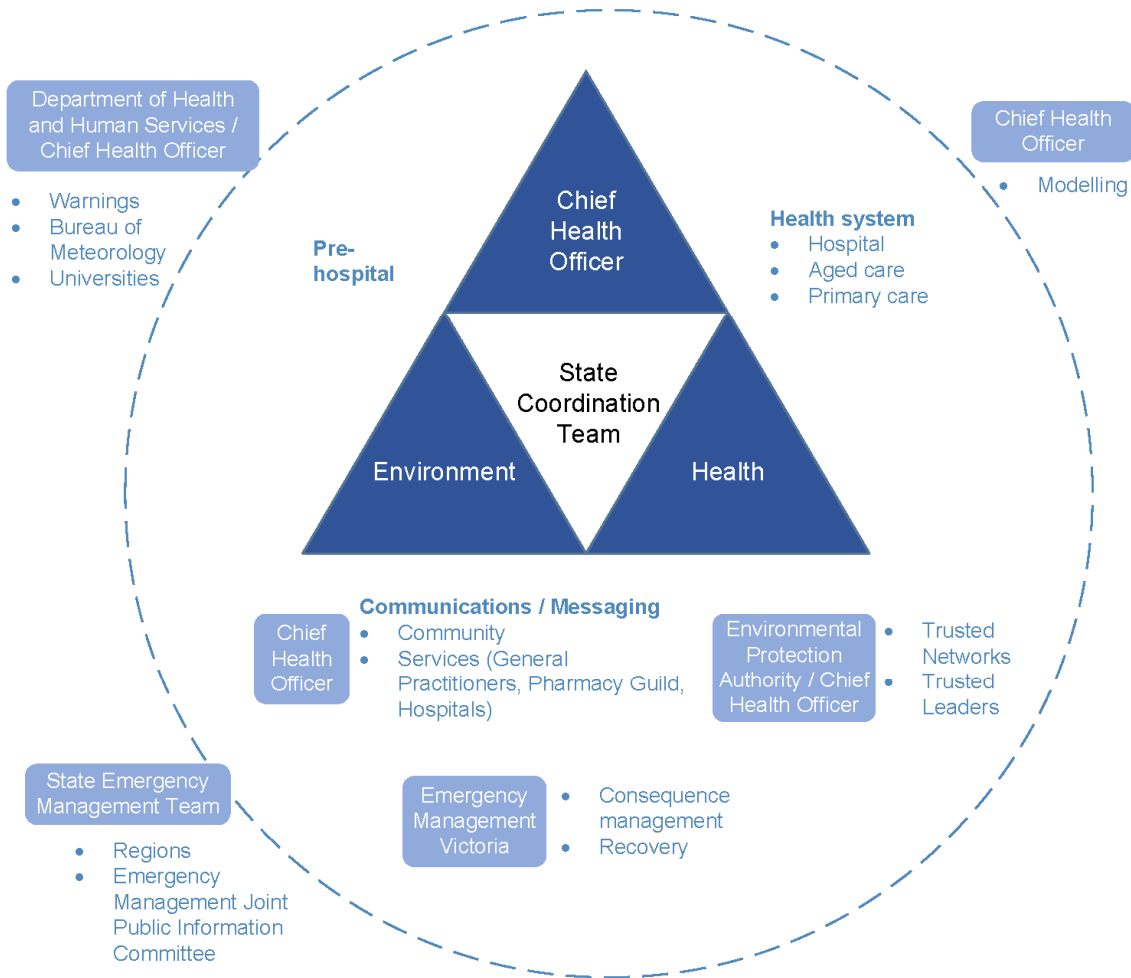 Department of Health
and Human Services /
Chief Health Officer
• Warnings
• Bureau of
Meteorology
• Universities
Chief Health
Officer
• Modelling
Pre-
hospital
Chief
Health
Officer
Health system
• Hospital
• Aged care
• Primary care
State
Coordination
Team
Environment
Health
Chief
Health
Officer
Communications / Messaging
• Community
• Services (General
Practitioners, Pharmacy Guild,
Hospitals)
Environmental
Protection
Authority / Chief
Health Officer
• Trusted
Networks
• Trusted
Leaders
State Emergency
Management Team
• Regions
• Emergency
Management Joint
Public Information
Committee
Emergency
Management
Victoria
• Consequence
management
• Recovery